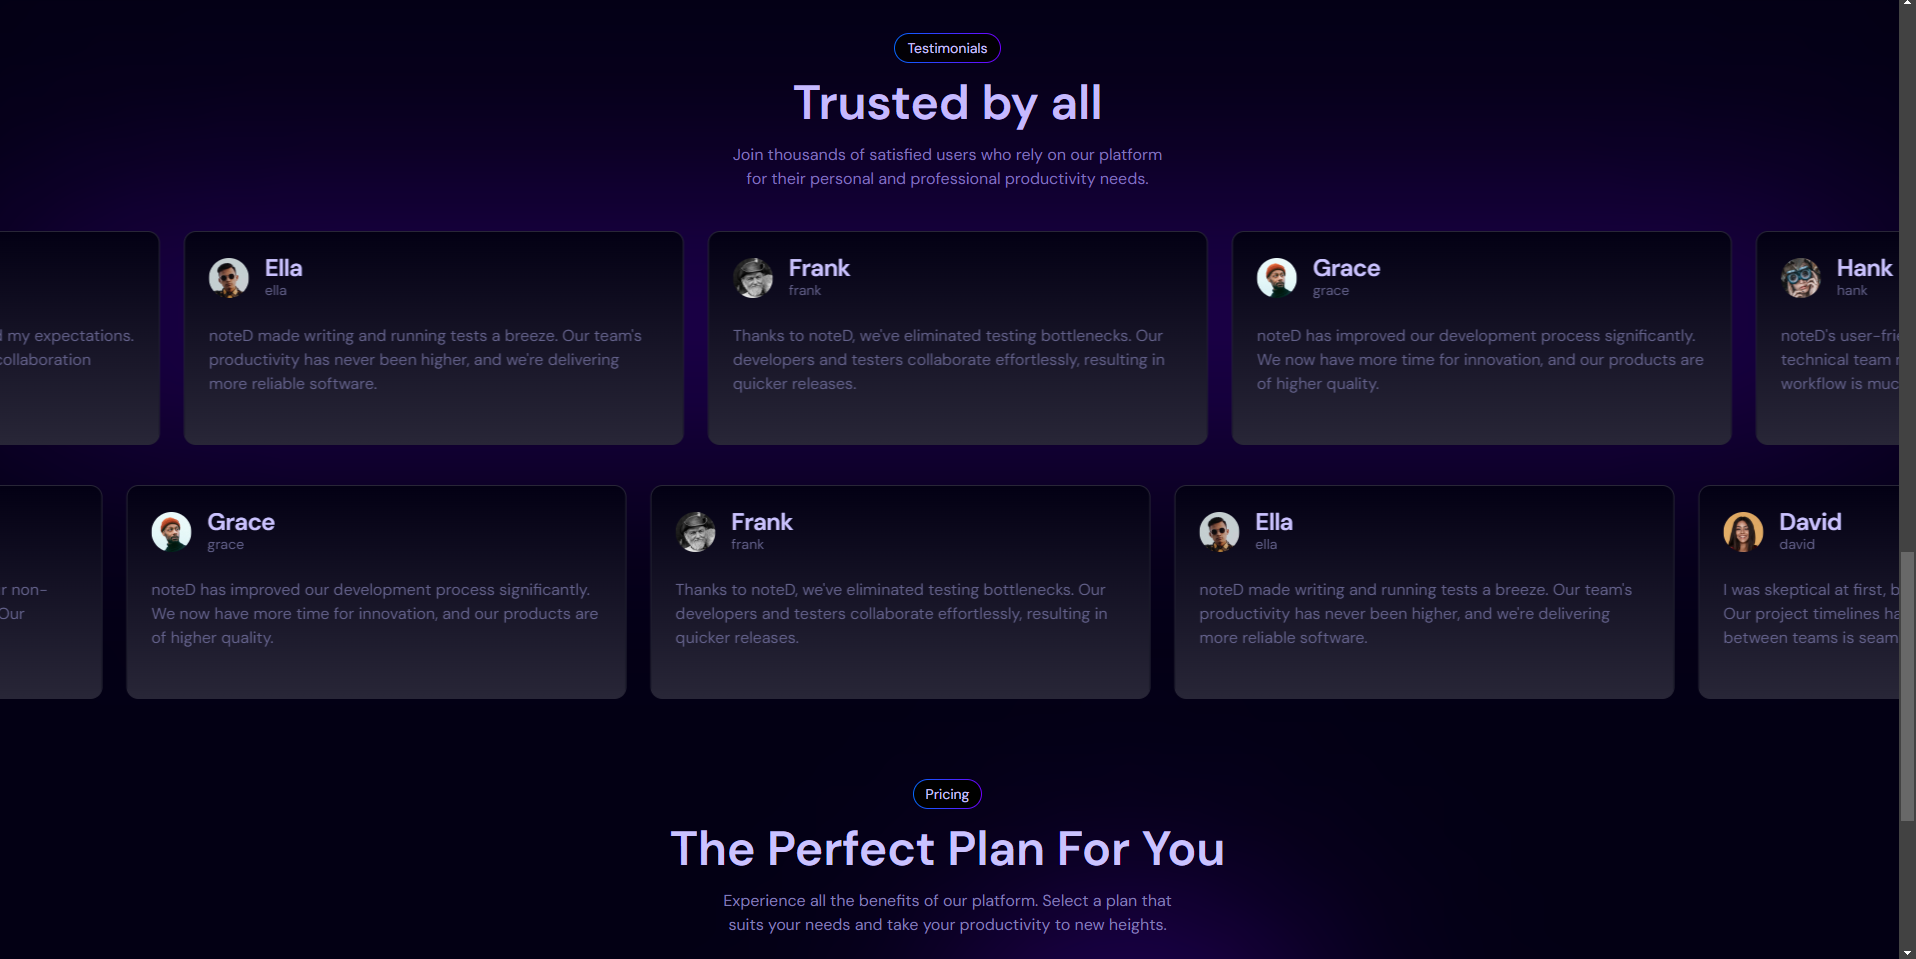 Testimonials
Trusted by all
Join thousands of satisfied users who rely on our platform
for their personal and professional productivity needs.
my expectations.
collaboration
Ella
ella
noteD made writing and running tests a breeze. Our team's
productivity has never been higher, and we're delivering
more reliable software.
Frank
frank
Thanks to noteD, we've eliminated testing bottlenecks. Our
developers and testers collaborate effortlessly, resulting in
quicker releases.
Grace
grace
noteD has improved our development process significantly.
We now have more time for innovation, and our products are
of higher quality.
Hank
hank
noteD's
technical team
workflow is
non-
Our
Grace
grace
noteD has improved our development process significantly.
We now have more time for innovation, and our products are
of higher quality.
Frank
frank
Thanks to noteD, we've eliminated testing bottlenecks. Our
developers and testers collaborate effortlessly, resulting in
quicker releases.
Ella
ella
noteD made writing and running tests a breeze. Our team's
productivity has never been higher, and we're delivering
more reliable software.
David
david
I was skeptical at first,
Our project timelines
between teams is
Pricing
The Perfect Plan For You
Experience all the benefits of our platform. Select a plan that
suits your needs and take your productivity to new heights.